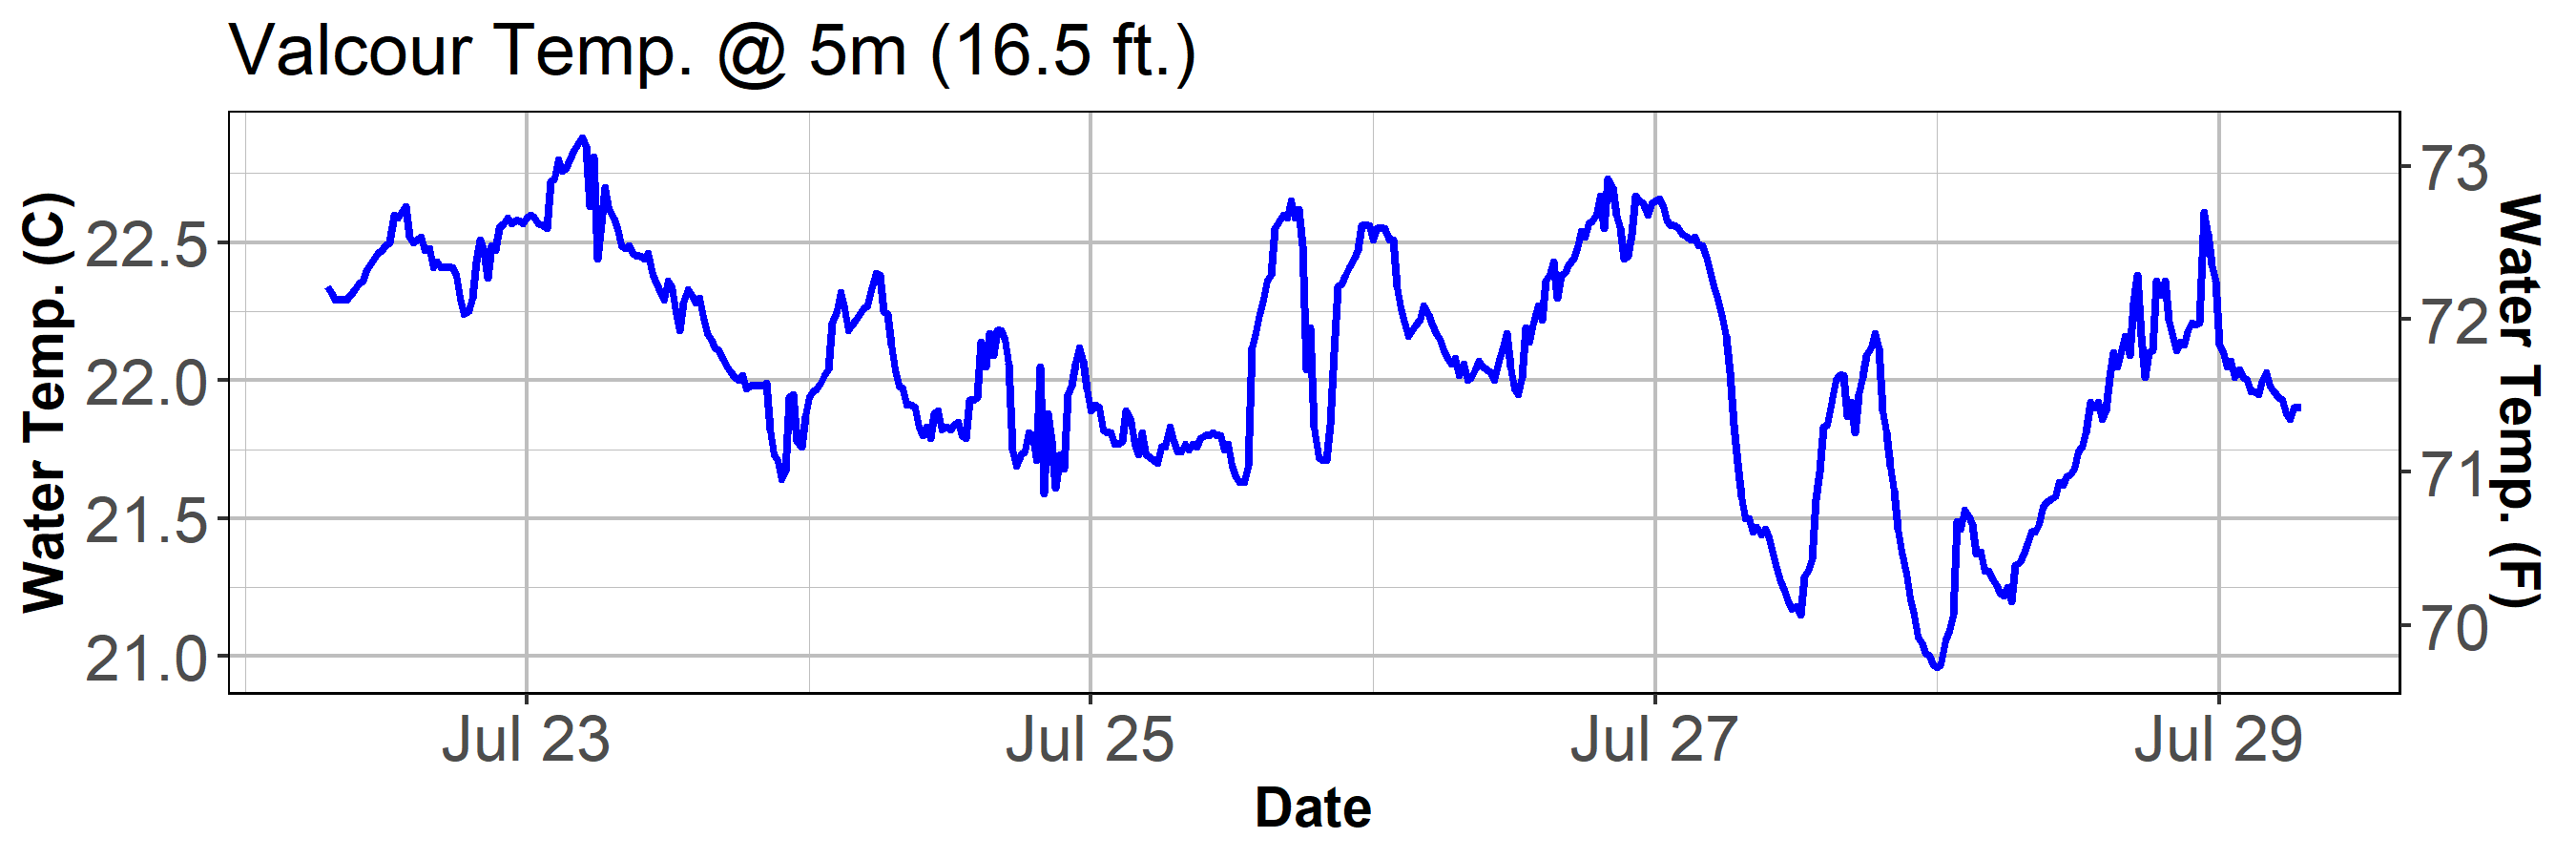 Valcour Temp. @ 5m (16.5 ft.)
Water Temp. (C)
22.5
22.0
21.5
21.0
73
72
71
70
Water Temp. (F)
Jul 23
Jul 25
Jul 27
Jul 29
Date